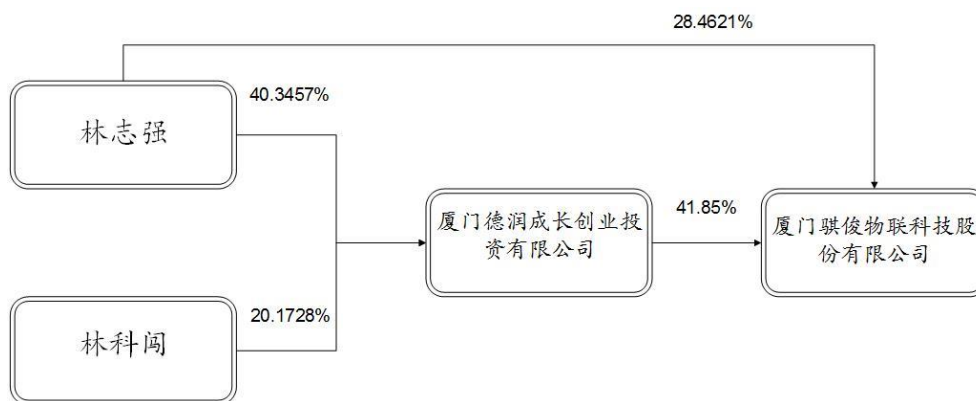 28.4621%
40.3457%
林志强
厦门德润成长创业投
资有限公司
41.85%
厦门骐俊物联科技股
份有限公司
20.1728%
林科闯